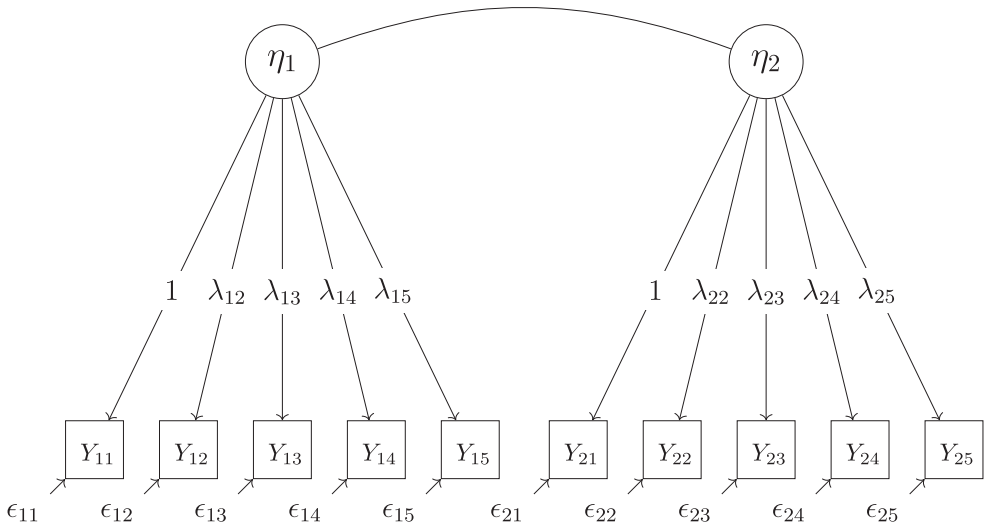 η₁ η₂
1 λ₁₂ λ₁₃ λ₁₄ λ₁₅ 1 λ₂₂ λ₂₃ λ₂₄ λ₂₅
Y₁₁ Y₁₂ Y₁₃ Y₁₄ Y₁₅ Y₂₁ Y₂₂ Y₂₃ Y₂₄ Y₂₅
ϵ₁₁ ϵ₁₂ ϵ₁₃ ϵ₁₄ ϵ₁₅ ϵ₂₁ ϵ₂₂ ϵ₂₃ ϵ₂₄ ϵ₂₅